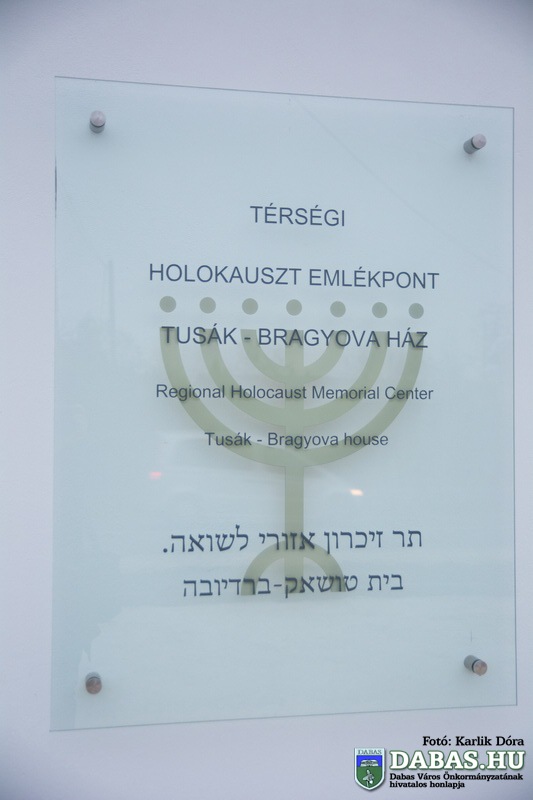 TÉRSÉGI
HOLOKAUSZT EMLÉKPONT
TUSÁK - BRAGYOVA HÁZ
Regional Holocaust Memorial Center
Tusák - Bragyova house
תר זיכרון אזורי לשואה.
בית טושאק-ברדיובה
Fotó: Karlik Dóra
DABAS
DABAS.HU
Dabas Város Önkormányzatának
hivatalos honlapja